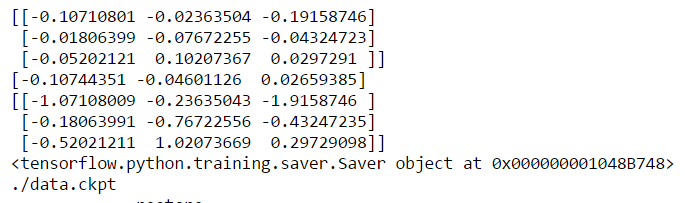 [[-0.10710801 -0.02363504 -0.19158746]
 [-0.01806399 -0.07672255 -0.04324723]
 [-0.05202121  0.10207367  0.0297291 ]]
[-0.10744351 -0.04601126  0.02659385]
[[-1.07108009 -0.23635043 -1.9158746 ]
 [-0.18063991 -0.76722556 -0.43247235]
 [-0.52021211  1.02073669  0.29729098]]
<tensorflow.python.training.saver.Saver object at 0x000000001048B748>
./data.ckpt